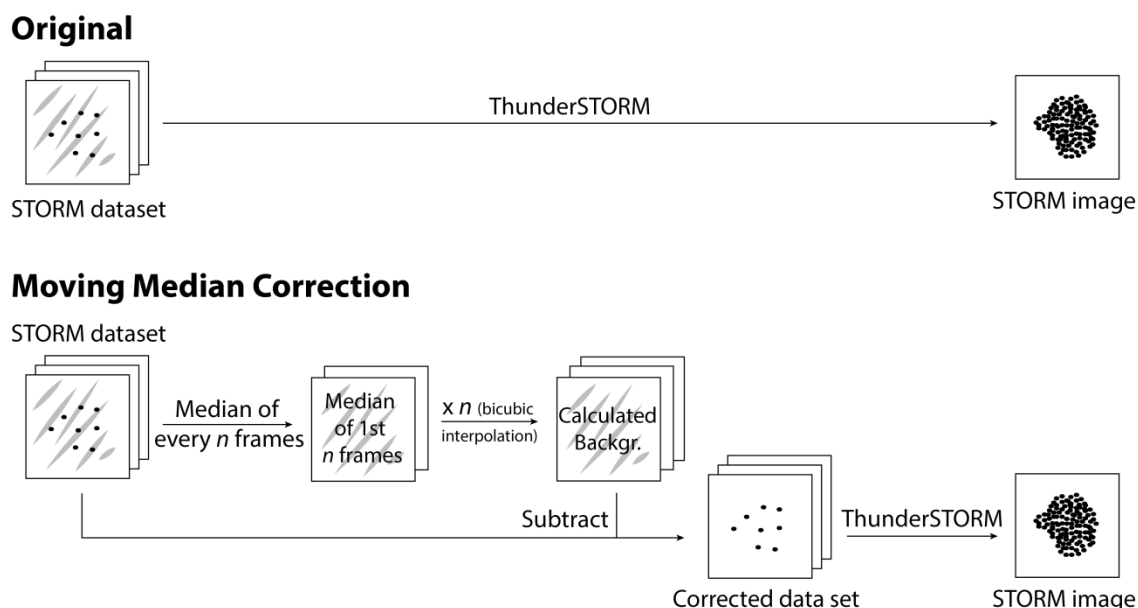 Original
ThunderSTORM
STORM dataset
STORM image
Moving Median Correction
STORM dataset
Median of
every n frames
Median
of 1st
n frames
x n (bicubic
interpolation)
Calculated
Backgr.
Subtract
ThunderSTORM
Corrected data set
STORM image